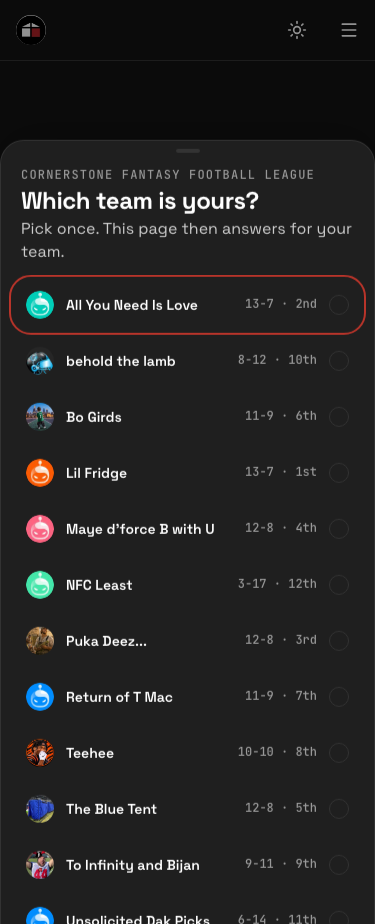 CORNERSTONE FANTASY FOOTBALL LEAGUE
Which team is yours?
Pick once. This page then answers for your
team.
All You Need Is Love 13-7 · 2nd
behold the lamb 8-12 · 10th
Bo Girds 11-9 · 6th
Lil Fridge 13-7 · 1st
Maye d'force B with U 12-8 · 4th
NFC Least 3-17 · 12th
Puka Deez... 12-8 · 3rd
Return of T Mac 11-9 · 7th
Teehee 10-10 · 8th
The Blue Tent 12-8 · 5th
To Infinity and Bijan 9-11 · 9th
Unsolicited Dak Picks 6-14 · 11th